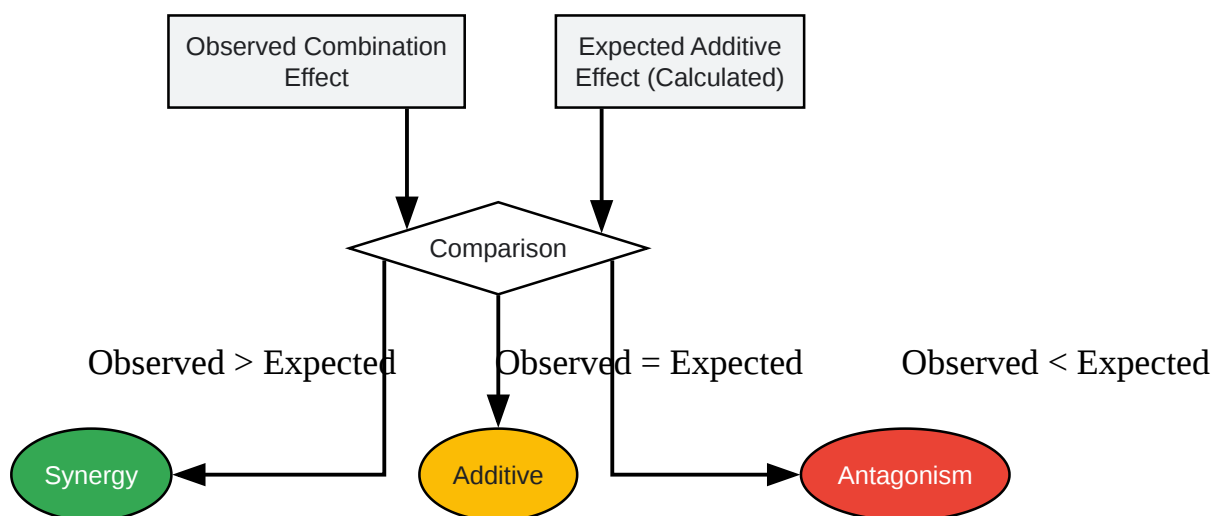 Observed Combination
Effect
Expected Additive
Effect (Calculated)
Comparison
Observed > Expected
Observed = Expected
Observed < Expected
Synergy
Additive
Antagonism